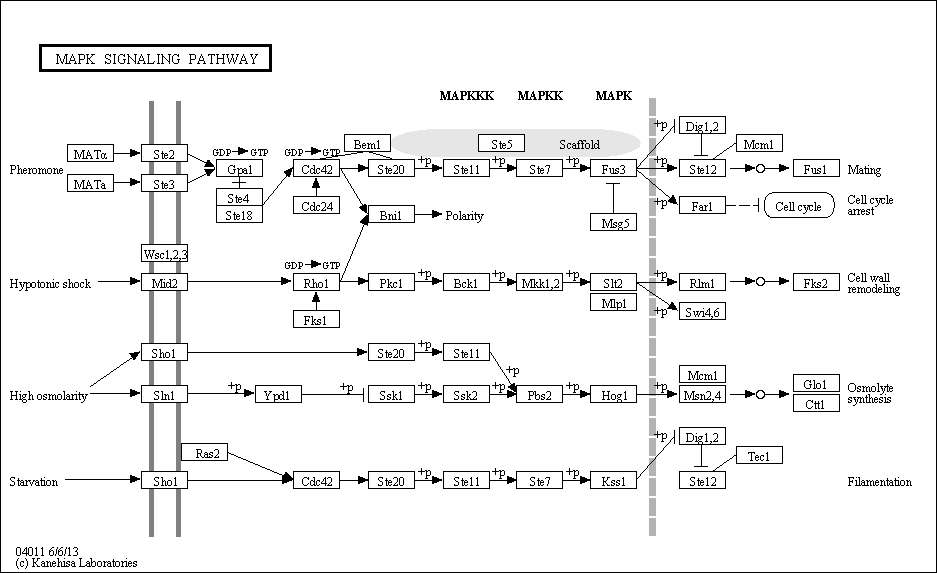 MAPK SIGNALING PATHWAY
MAPKKK MAPKK MAPK
+p Dig1,2
Bem1 Ste5 Scaffold Mcm1
MATα Ste2 GDP GTP GDP GTP
Pheromone Gpa1 Cdc42 Ste20 +p Ste11 +p Ste7 +p Fus3 +p Ste12 Fus1 Mating
MATa Ste3
Ste4
Ste18 Cdc24 +p Far1 Cell cycle Cell cycle
arrest
Bni1 Polarity Msg5
Wsc1,2,3 GDP GTP
Hypotonic shock Mid2 Rho1 Pkc1 +p Bck1 +p Mkk1,2 +p Slt2 +p Rlm1 Fks2 Cell wall
remodeling
Fks1 Mlp1 +p Swi4,6
Sho1 Ste20 +p Ste11
+p Mcm1
High osmolarity Sln1 +p Ypd1 +p Ssk1 Ssk2 +p Pbs2 +p Hog1 +p Msn2,4 Glo1 Osmolyte
Ctt1 synthesis
+p Dig1,2
Ras2 Tec1
Starvation Sho1 Cdc42 Ste20 +p Ste11 +p Ste7 +p Kss1 Ste12 Filamentation
04011 6/6/13
(c) Kanehisa Laboratories